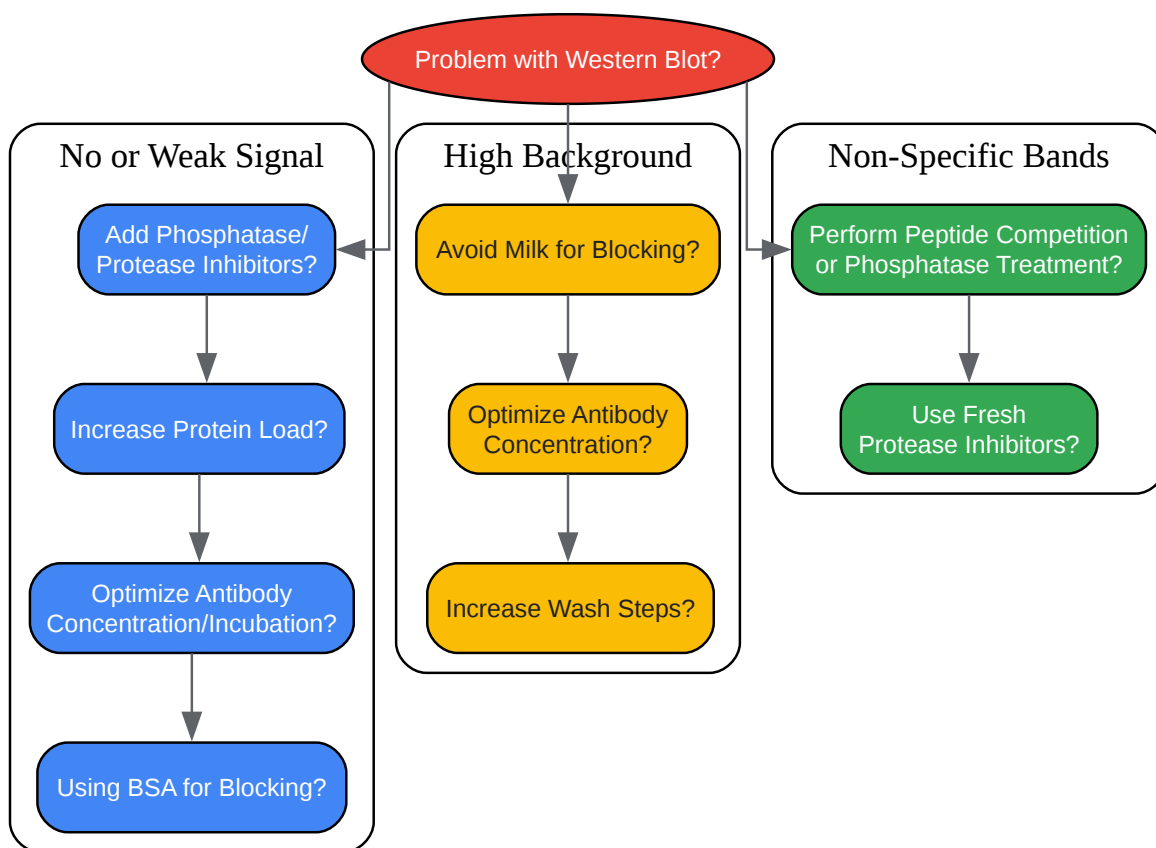 Problem with Western Blot?
No or Weak Signal
Add Phosphatase/
Protease Inhibitors?
Increase Protein Load?
Optimize Antibody
Concentration/Incubation?
Using BSA for Blocking?
High Background
Avoid Milk for Blocking?
Optimize Antibody
Concentration?
Increase Wash Steps?
Non-Specific Bands
Perform Peptide Competition
or Phosphatase Treatment?
Use Fresh
Protease Inhibitors?